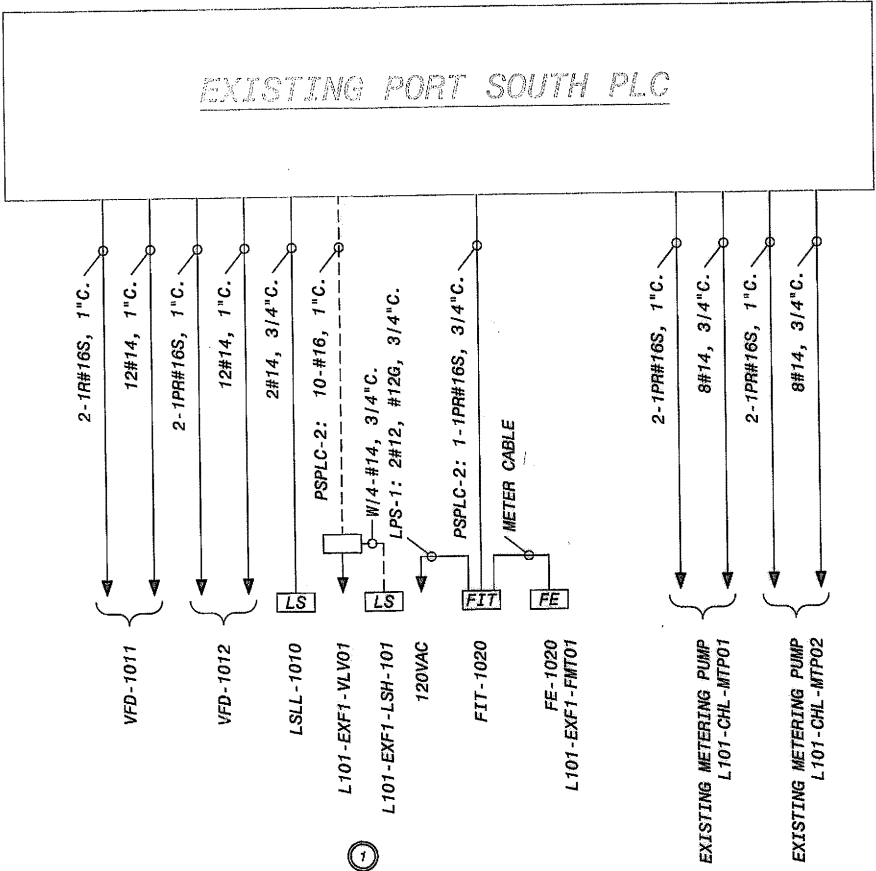 EXISTING PORT SOUTH PLC
2-1R#16S, 1"C.
12#14, 1"C.
2-1PR#16S, 1"C.
12#14, 1"C.
2#14, 3/4"C.
PSPLC-2: 10-#16, 1"C.
W/4-#14, 3/4"C.
LPS-1: 2#12, #12G, 3/4"C.
PSPLC-2: 1-1PR#16S, 3/4"C.
METER CABLE
2-1PR#16S, 1"C.
8#14, 3/4"C.
2-1PR#16S, 1"C.
8#14, 3/4"C.
LS
LS
FIT
FE
VFD-1011
VFD-1012
LSLL-1010
L101-EXF1-VLV01
L101-EXF1-LSH-101
120VAC
FIT-1020
FE-1020
L101-EXF1-FMT01
EXISTING METERING PUMP
L101-CHL-MTP01
EXISTING METERING PUMP
L101-CHL-MTP02
1